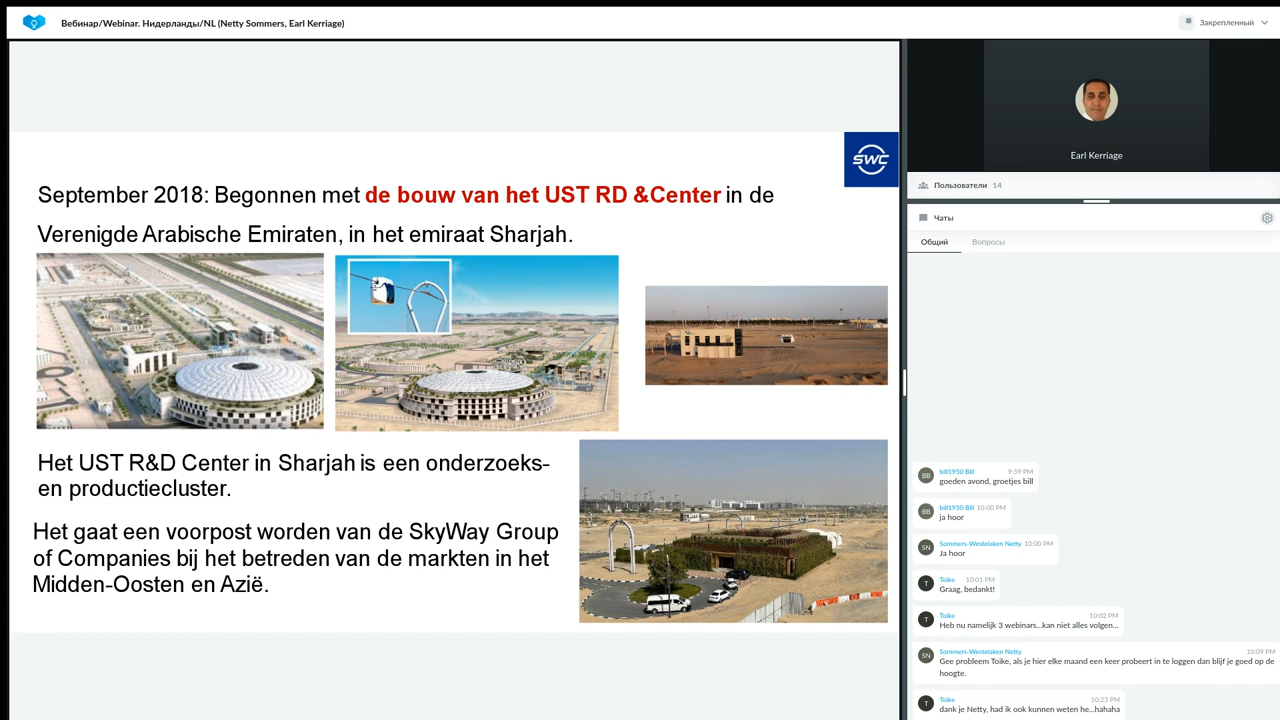 Вебинар/Webinar. Нидерланды/NL (Netty Sommers, Earl Kerriage)
Закрепленный
SWC
September 2018: Begonnen met de bouw van het UST RD &Center in de
Verenigde Arabische Emiraten, in het emiraat Sharjah.
Het UST R&D Center in Sharjah is een onderzoeks-
en productiecluster.
Het gaat een voorpost worden van de SkyWay Group
of Companies bij het betreden van de markten in het
Midden-Oosten en Azië.
Earl Kerriage
Пользователи 14
Чаты
Общий Вопросы
BB bill1950 Bill 9:59 PM
goeden avond, groetjes bill
BB bill1950 Bill 10:00 PM
ja hoor
SN Sommers-Westelaken Netty 10:00 PM
Ja hoor
T Toike 10:01 PM
Graag, bedankt!
T Toike 10:02 PM
Heb nu namelijk 3 webinars...kan niet alles volgen...
SN Sommers-Westelaken Netty 10:09 PM
Gee probleem Toike, als je hier elke maand een keer probeert in te loggen dan blijf je goed op de
hoogte.
T Toike 10:23 PM
dank je Netty, had ik ook kunnen weten he...hahaha